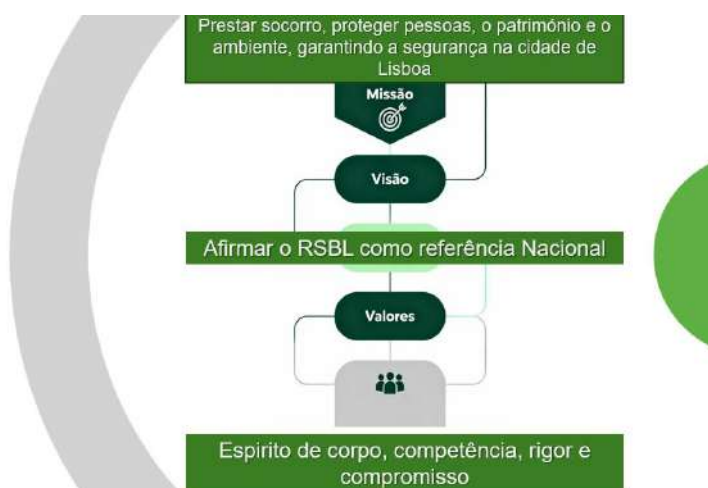 Prestar socorro, proteger pessoas, o património e o
ambiente, garantindo a segurança na cidade de
Lisboa
Missão
Visão
Afirmar o RSBL como referência Nacional
Valores
Espirito de corpo, competência, rigor e
compromisso